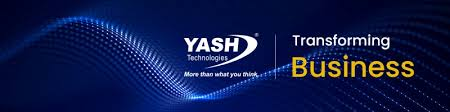 YASH®
Technologies
More than what you think.
Transforming
Business